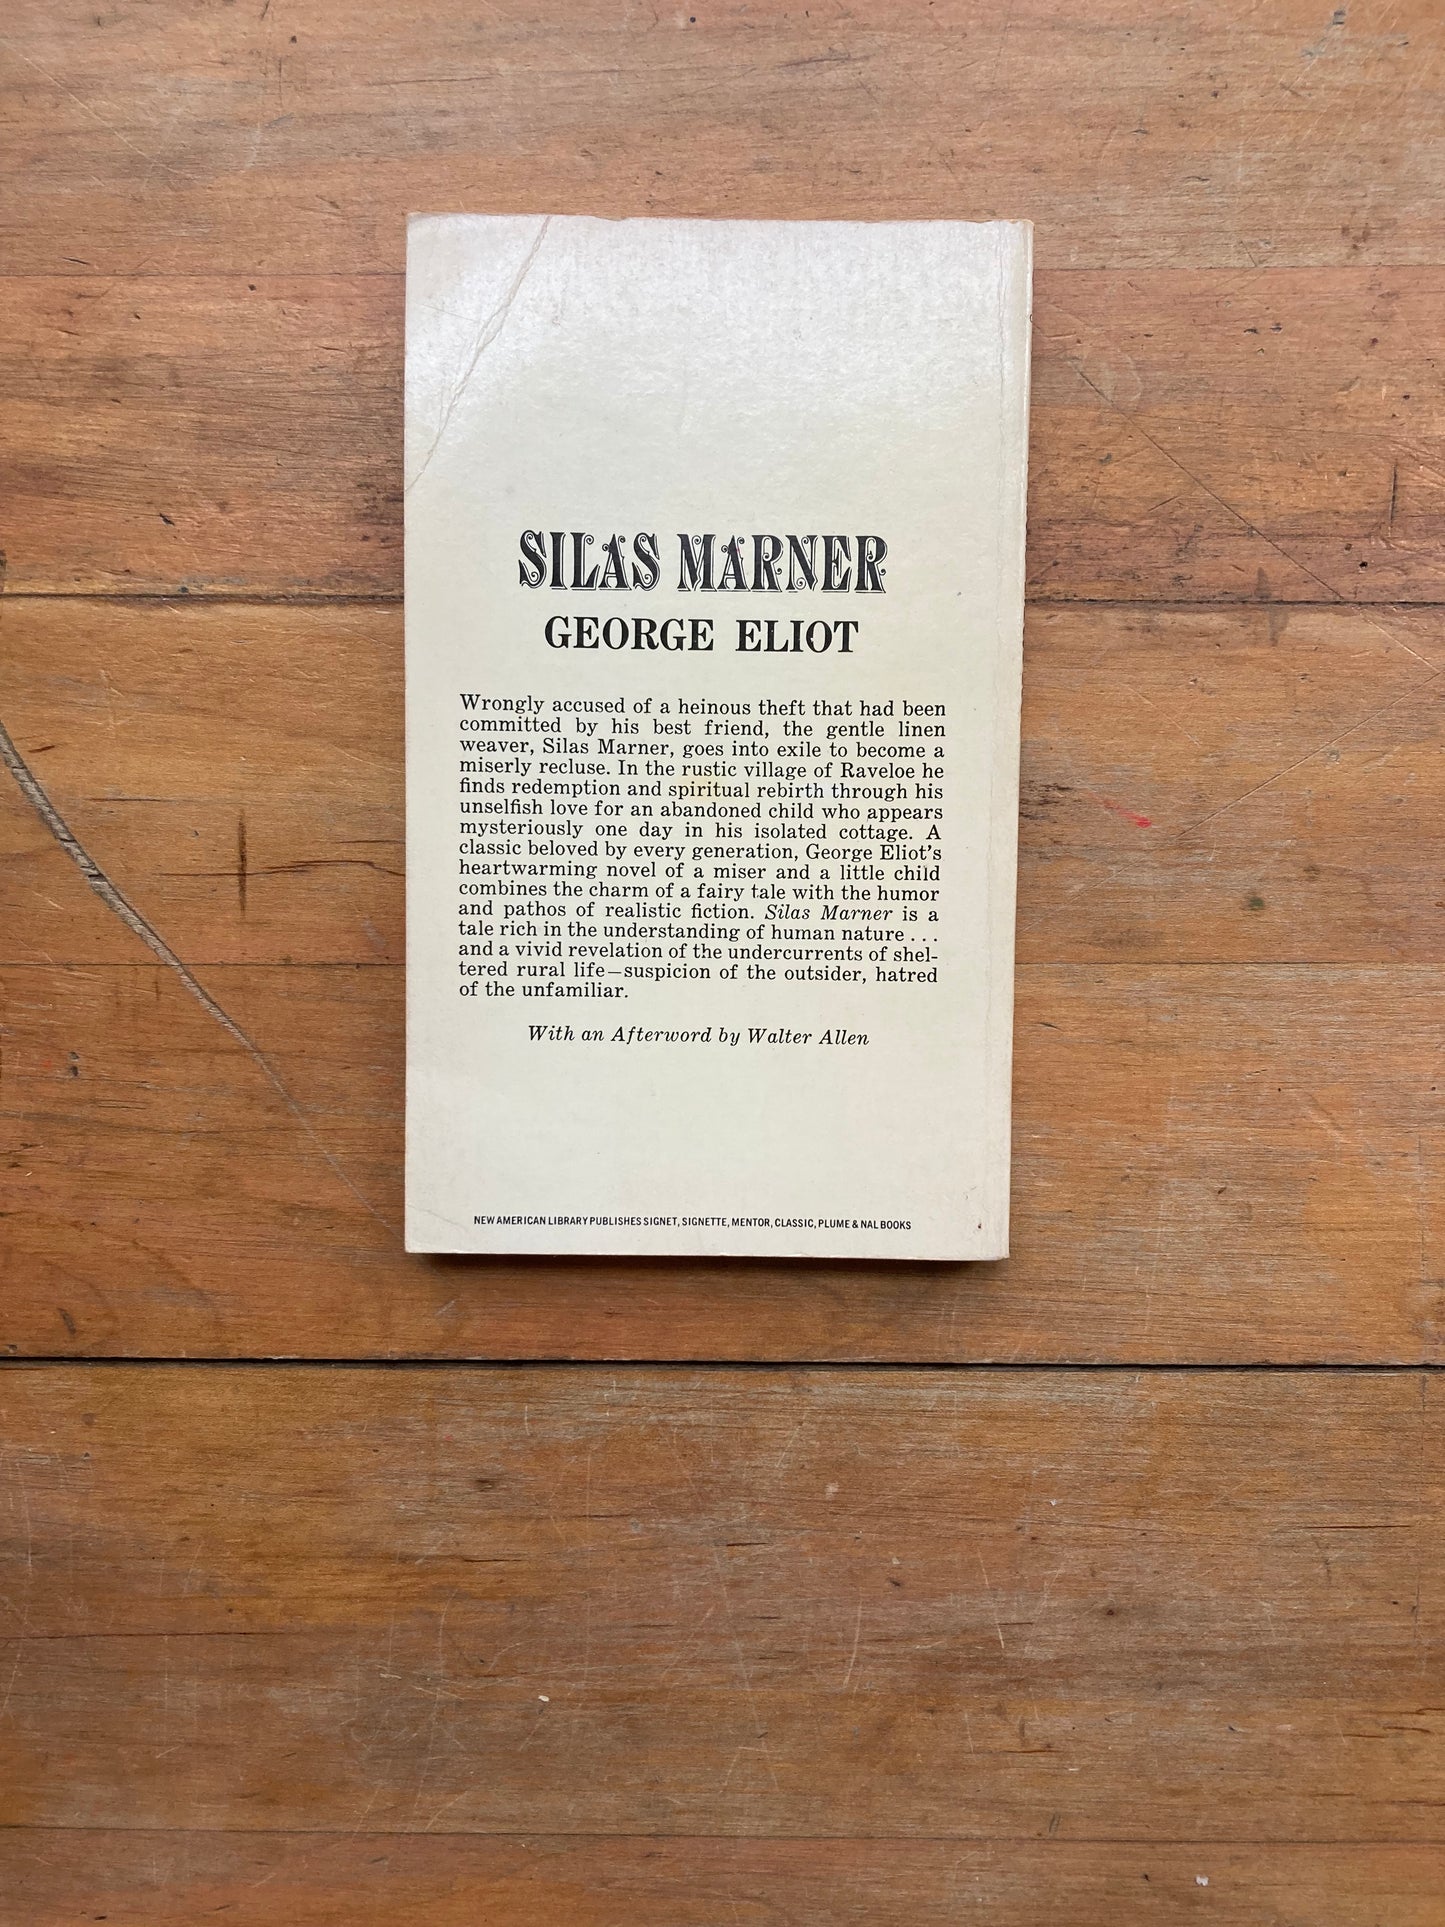 SILAS MARNER
GEORGE ELIOT
Wrongly accused of a heinous theft that had been
committed by his best friend, the gentle linen
weaver, Silas Marner, goes into exile to become a
miserly recluse. In the rustic village of Raveloe he
finds redemption and spiritual rebirth through his
unselfish love for an abandoned child who appears
mysteriously one day in his isolated cottage. A
classic beloved by every generation, George Eliot's
heartwarming novel of a miser and a little child
combines the charm of a fairy tale with the humor
and pathos of realistic fiction. Silas Marner is a
tale rich in the understanding of human nature . . .
and a vivid revelation of the undercurrents of shel-
tered rural life—suspicion of the outsider, hatred
of the unfamiliar.
With an Afterword by Walter Allen
NEW AMERICAN LIBRARY PUBLISHES SIGNET, SIGNETTE, MENTOR, CLASSIC, PLUME & NAL BOOKS